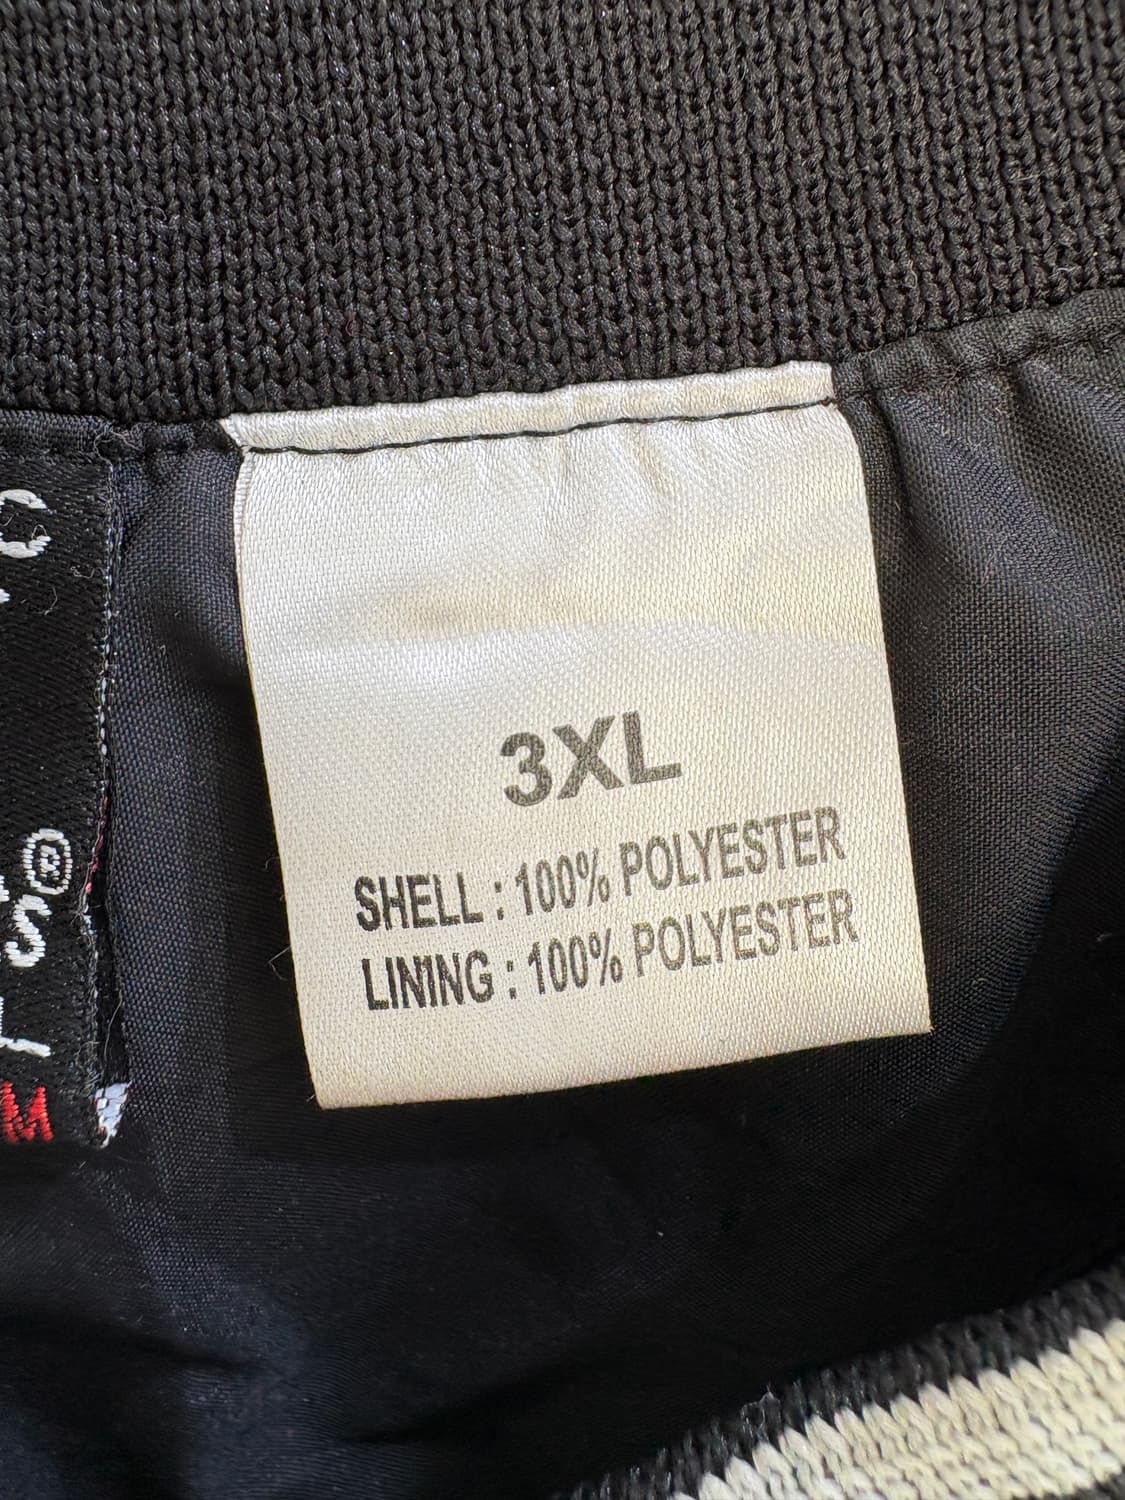 3XL
SHELL : 100% POLYESTER
LINING : 100% POLYESTER